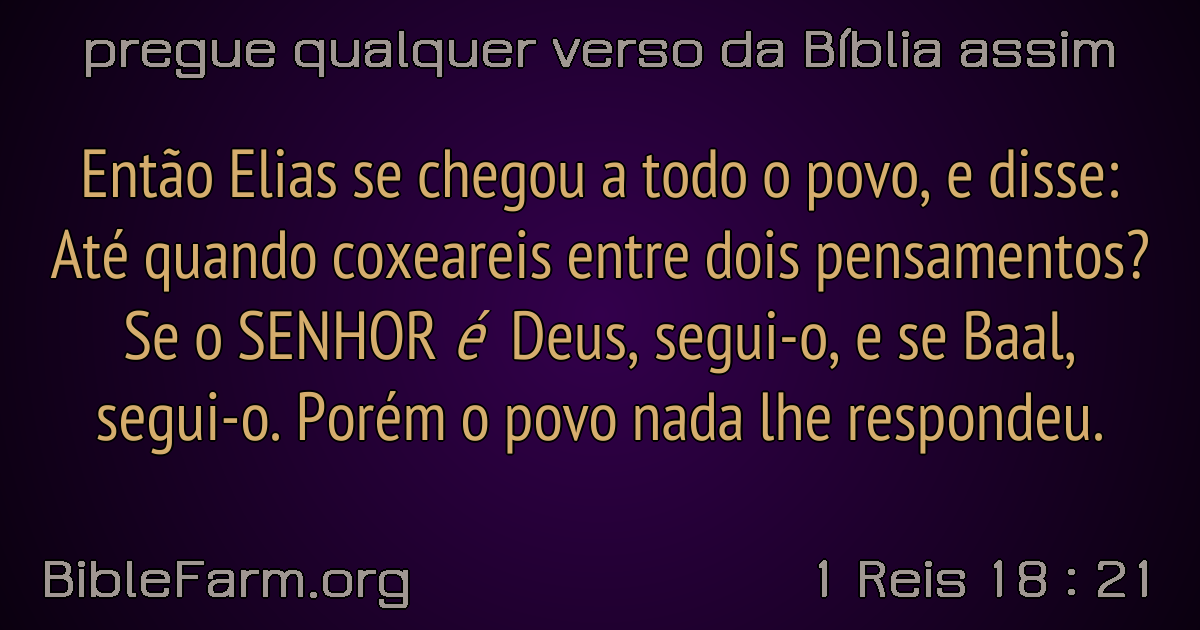 pregue qualquer verso da Bíblia assim
Então Elias se chegou a todo o povo, e disse:
Até quando coxeareis entre dois pensamentos?
Se o SENHOR é Deus, segui-o, e se Baal,
segui-o. Porém o povo nada lhe respondeu.
BibleFarm.org
1 Reis 18 : 21